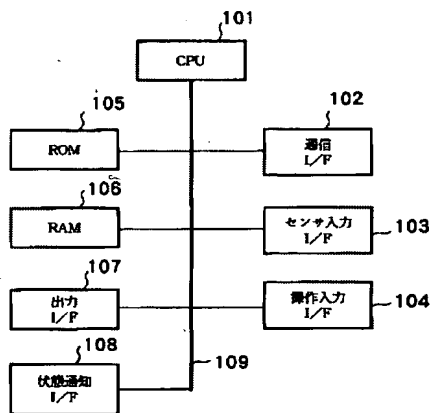 101
CPU
105
ROM
102
通信
I/F
106
RAM
センサ入力
I/F
103
107
出力
I/F
操作入力
I/F
104
108
状態通知
I/F
109